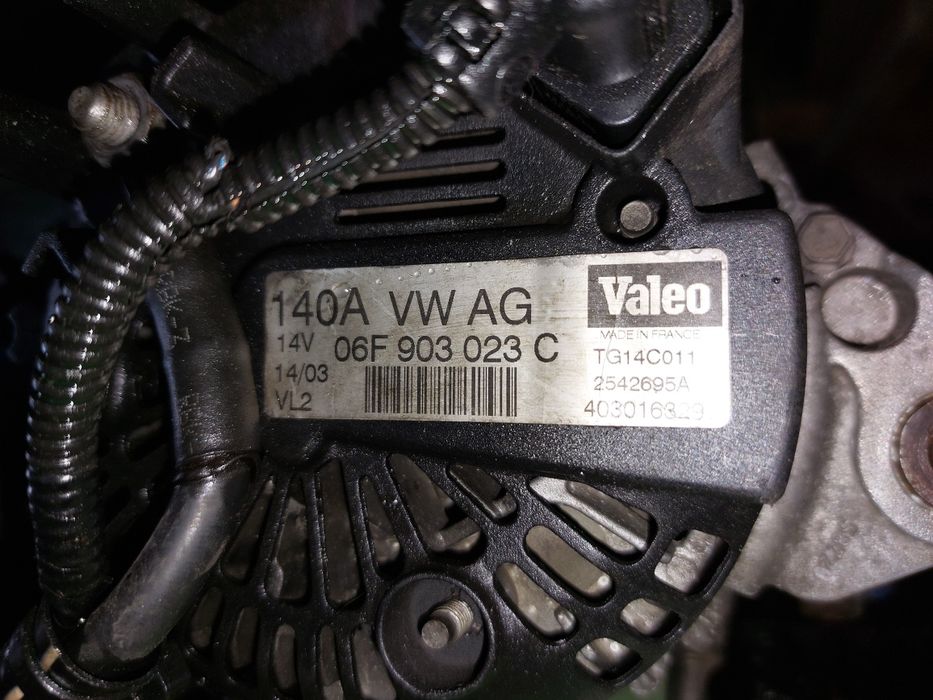 140A VW AG
14V 06F 903 023 C
14/03
VL2
Valeo
MADE IN FRANCE
TG14C011
2542695A
403016329